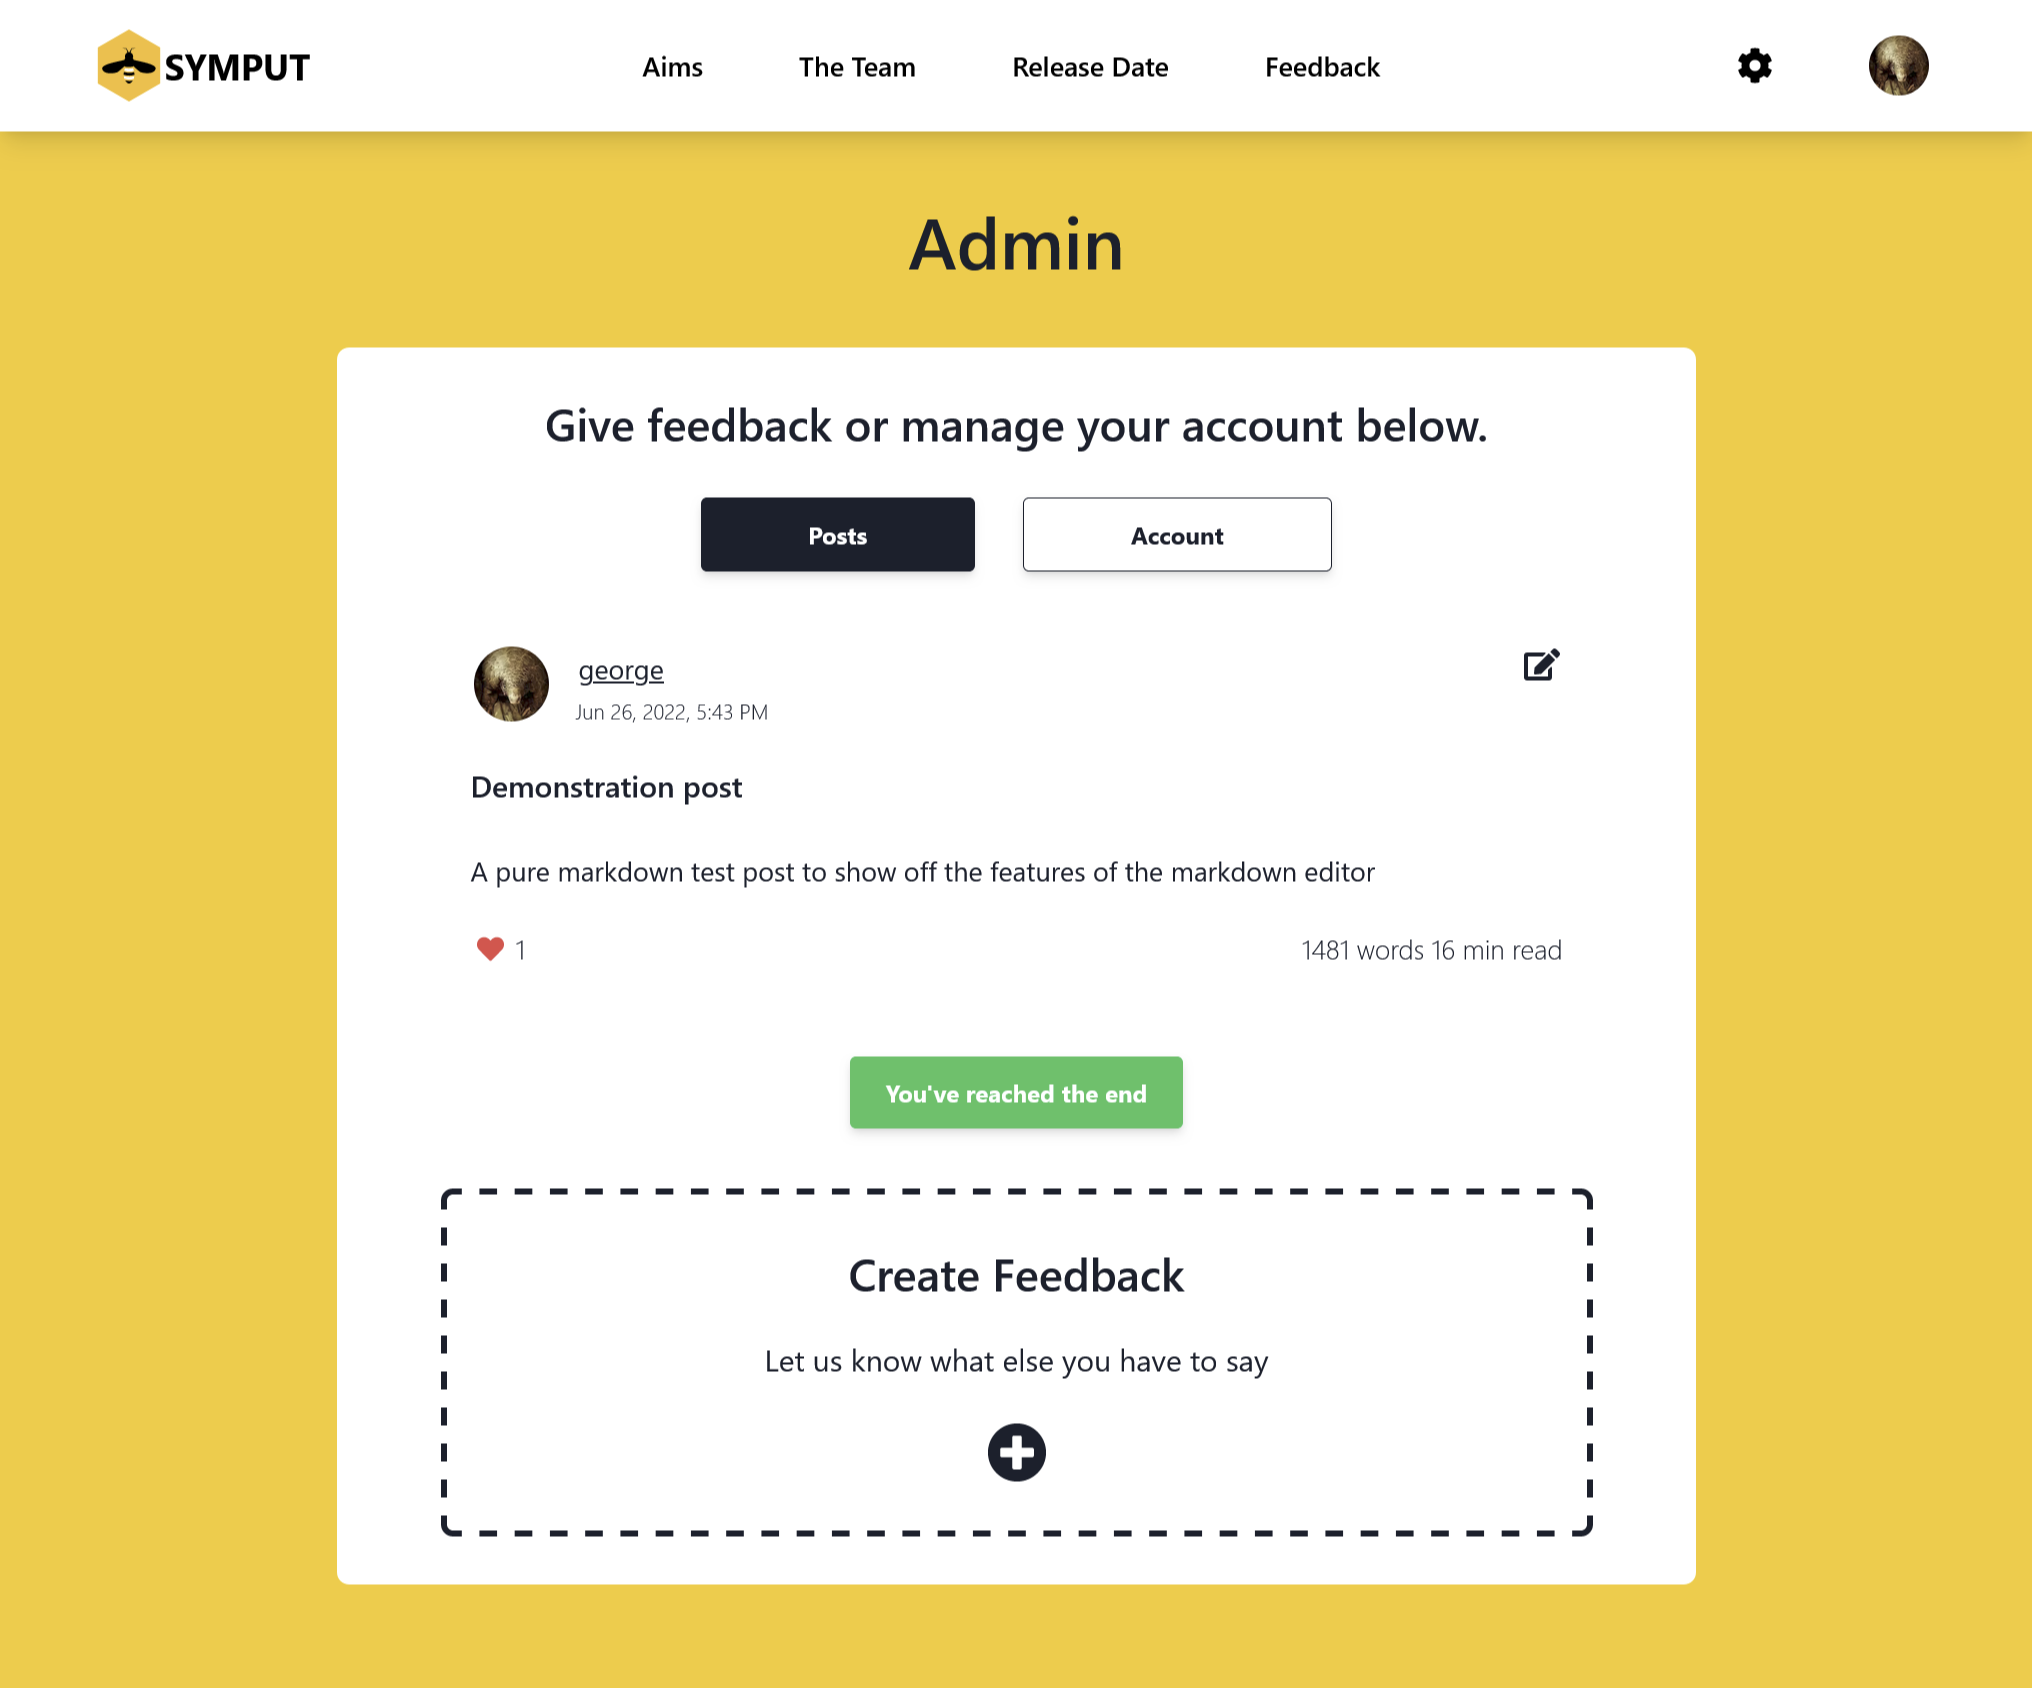 SYMPUT
Aims
The Team
Release Date
Feedback
Admin
Give feedback or manage your account below.
Posts
Account
george
Jun 26, 2022, 5:43 PM
Demonstration post
A pure markdown test post to show off the features of the markdown editor
1
1481 words 16 min read
You've reached the end
Create Feedback
Let us know what else you have to say